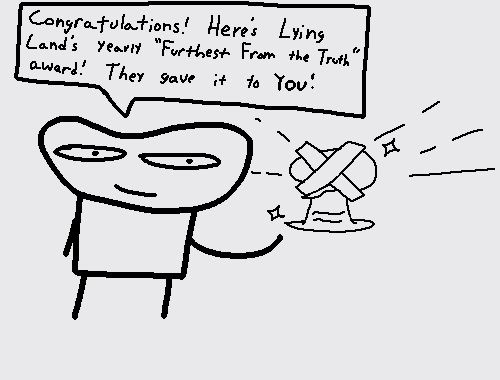 Congratulations! Here's Lying
Land's yearly "Furthest From the Truth"
award! They gave it to You!